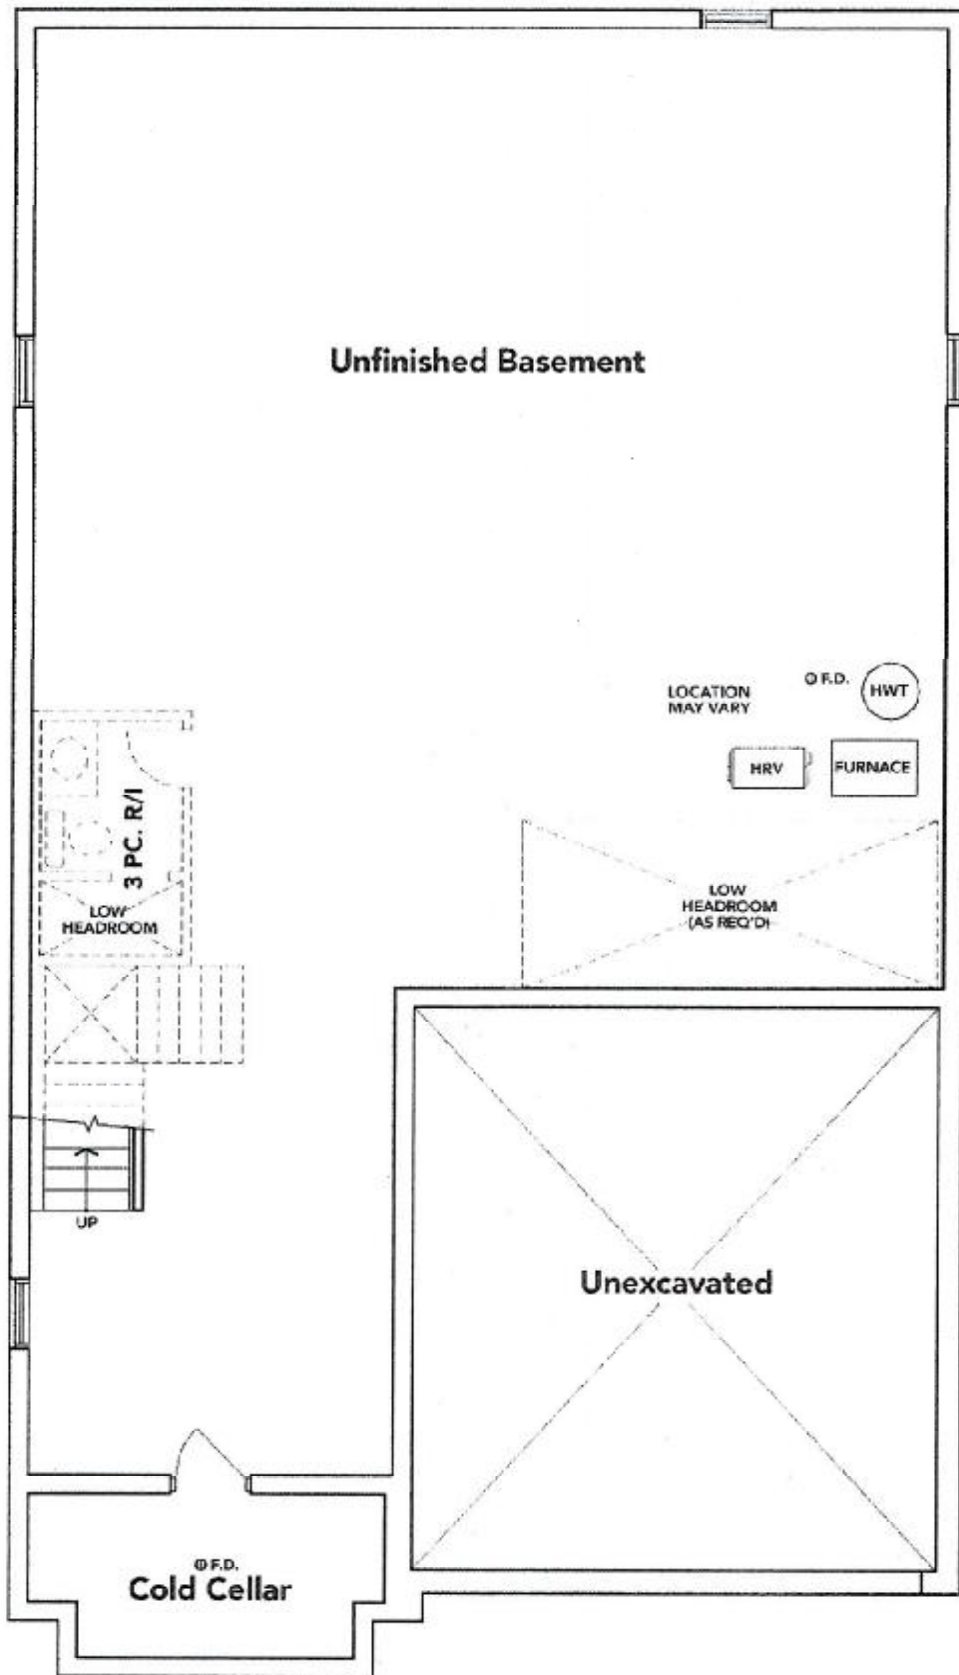 Unfinished Basement
LOCATION
MAY VARY
F.D.
HWT
HRV
FURNACE
3 PC. R/I
LOW
HEADROOM
LOW
HEADROOM
(AS REQ'D)
UP
Unexcavated
F.D.
Cold Cellar